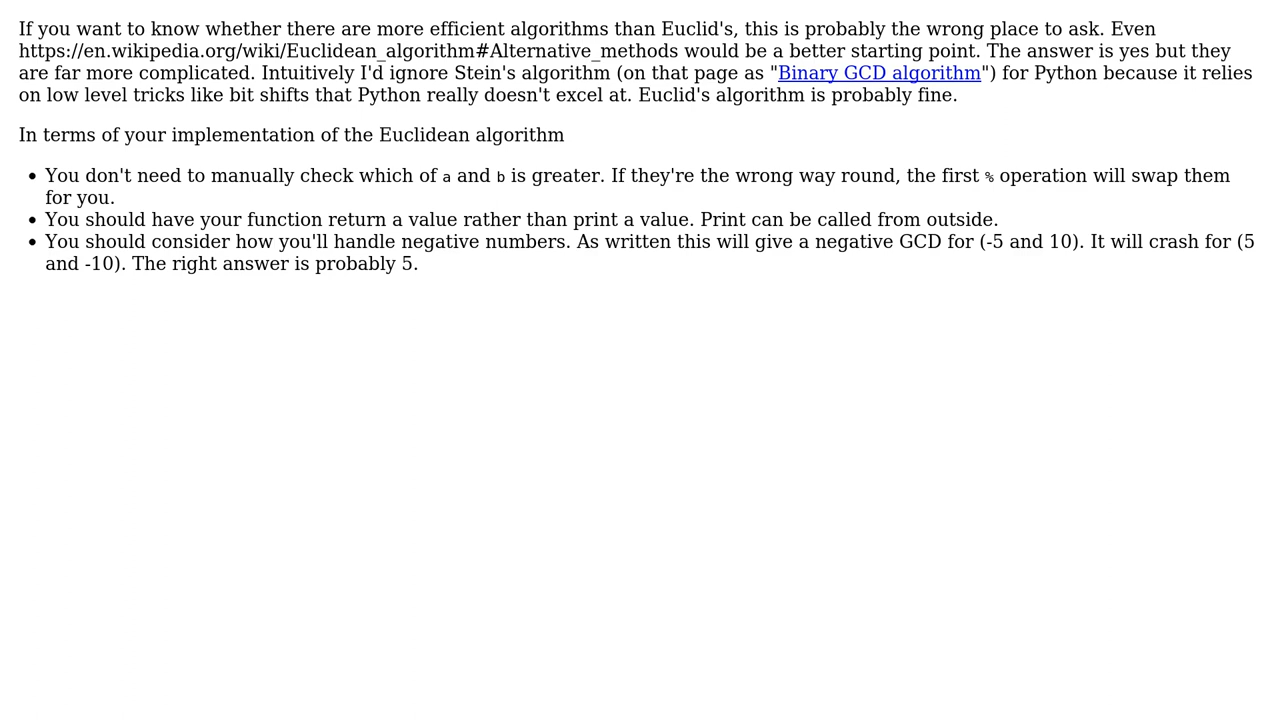 If you want to know whether there are more efficient algorithms than Euclid's, this is probably the wrong place to ask. Even
https://en.wikipedia.org/wiki/Euclidean_algorithm#Alternative_methods would be a better starting point. The answer is yes but they
are far more complicated. Intuitively I'd ignore Stein's algorithm (on that page as "Binary GCD algorithm") for Python because it relies
on low level tricks like bit shifts that Python really doesn't excel at. Euclid's algorithm is probably fine.
In terms of your implementation of the Euclidean algorithm
• You don't need to manually check which of a and b is greater. If they're the wrong way round, the first % operation will swap them
for you.
• You should have your function return a value rather than print a value. Print can be called from outside.
• You should consider how you'll handle negative numbers. As written this will give a negative GCD for (-5 and 10). It will crash for (5
and -10). The right answer is probably 5.